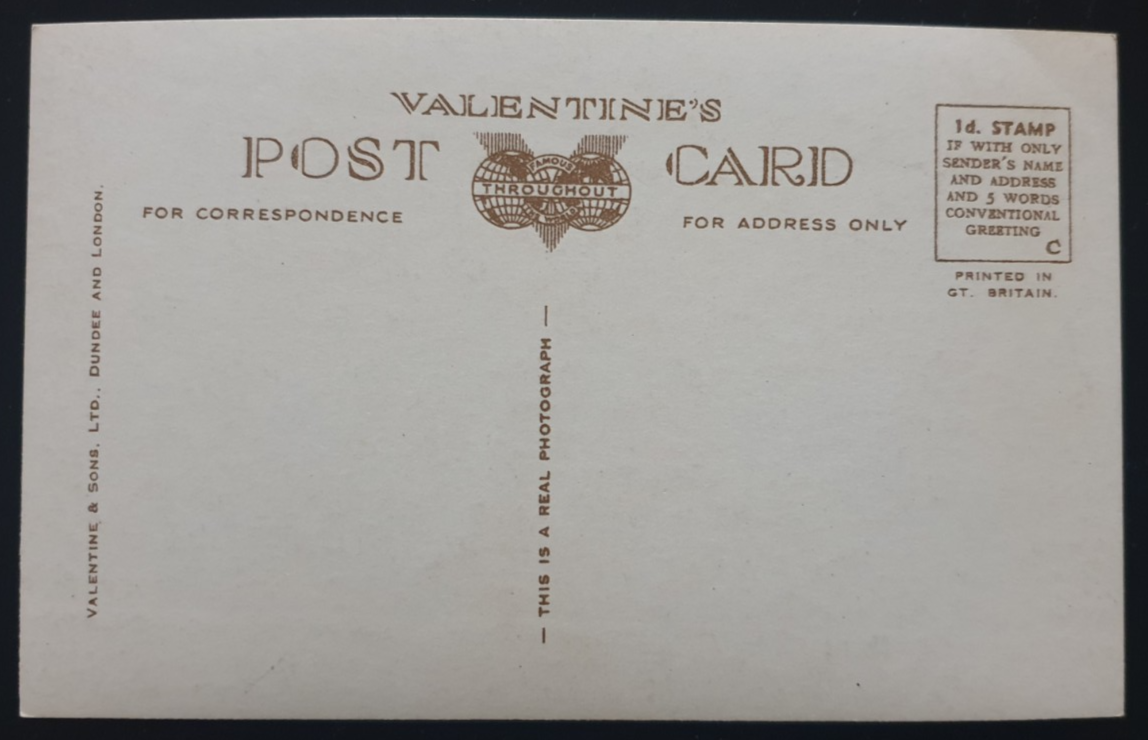 VALENTINE'S
POST CARD
FAMOUS
THROUGHOUT
THE WORLD
FOR CORRESPONDENCE
FOR ADDRESS ONLY
1d. STAMP
IF WITH ONLY
SENDER'S NAME
AND ADDRESS
AND 5 WORDS
CONVENTIONAL
GREETING
C
PRINTED IN
GT. BRITAIN.
VALENTINE & SONS. LTD., DUNDEE AND LONDON.
— THIS IS A REAL PHOTOGRAPH —